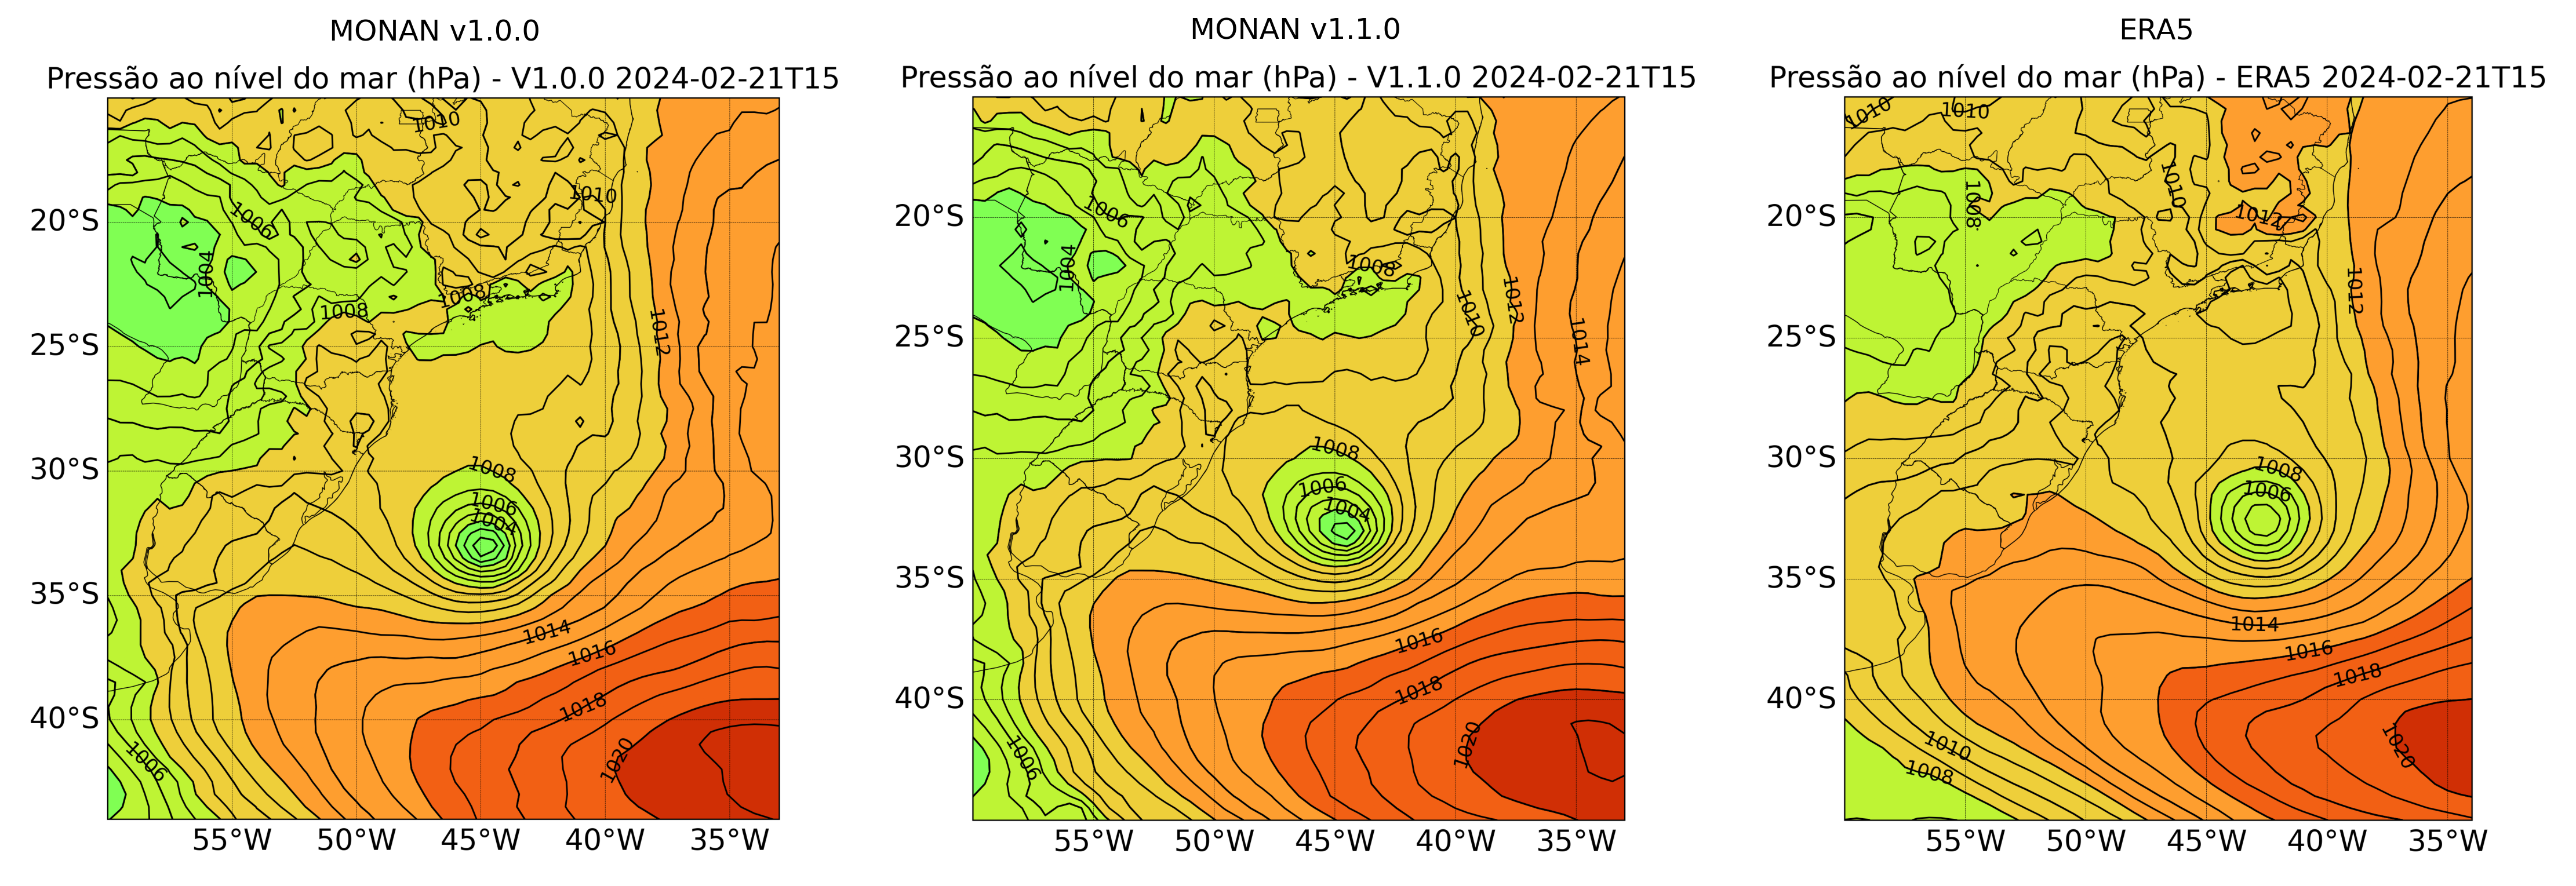 MONAN v1.0.0
Pressão ao nível do mar (hPa) - V1.0.0 2024-02-21T15
1010
1010
1006
1004
1008
1008
1012
1008
1006
1004
1014
1016
1018
1020
1006
20°S
25°S
30°S
35°S
40°S
55°W
50°W
45°W
40°W
35°W
MONAN v1.1.0
Pressão ao nível do mar (hPa) - V1.1.0 2024-02-21T15
1006
1004
1008
1010
1012
1014
1008
1006
1004
1016
1018
1020
1006
20°S
25°S
30°S
35°S
40°S
55°W
50°W
45°W
40°W
35°W
ERA5
Pressão ao nível do mar (hPa) - ERA5 2024-02-21T15
1010
1010
1008
1010
1012
1012
1008
1006
1014
1016
1018
1020
1010
1008
20°S
25°S
30°S
35°S
40°S
55°W
50°W
45°W
40°W
35°W